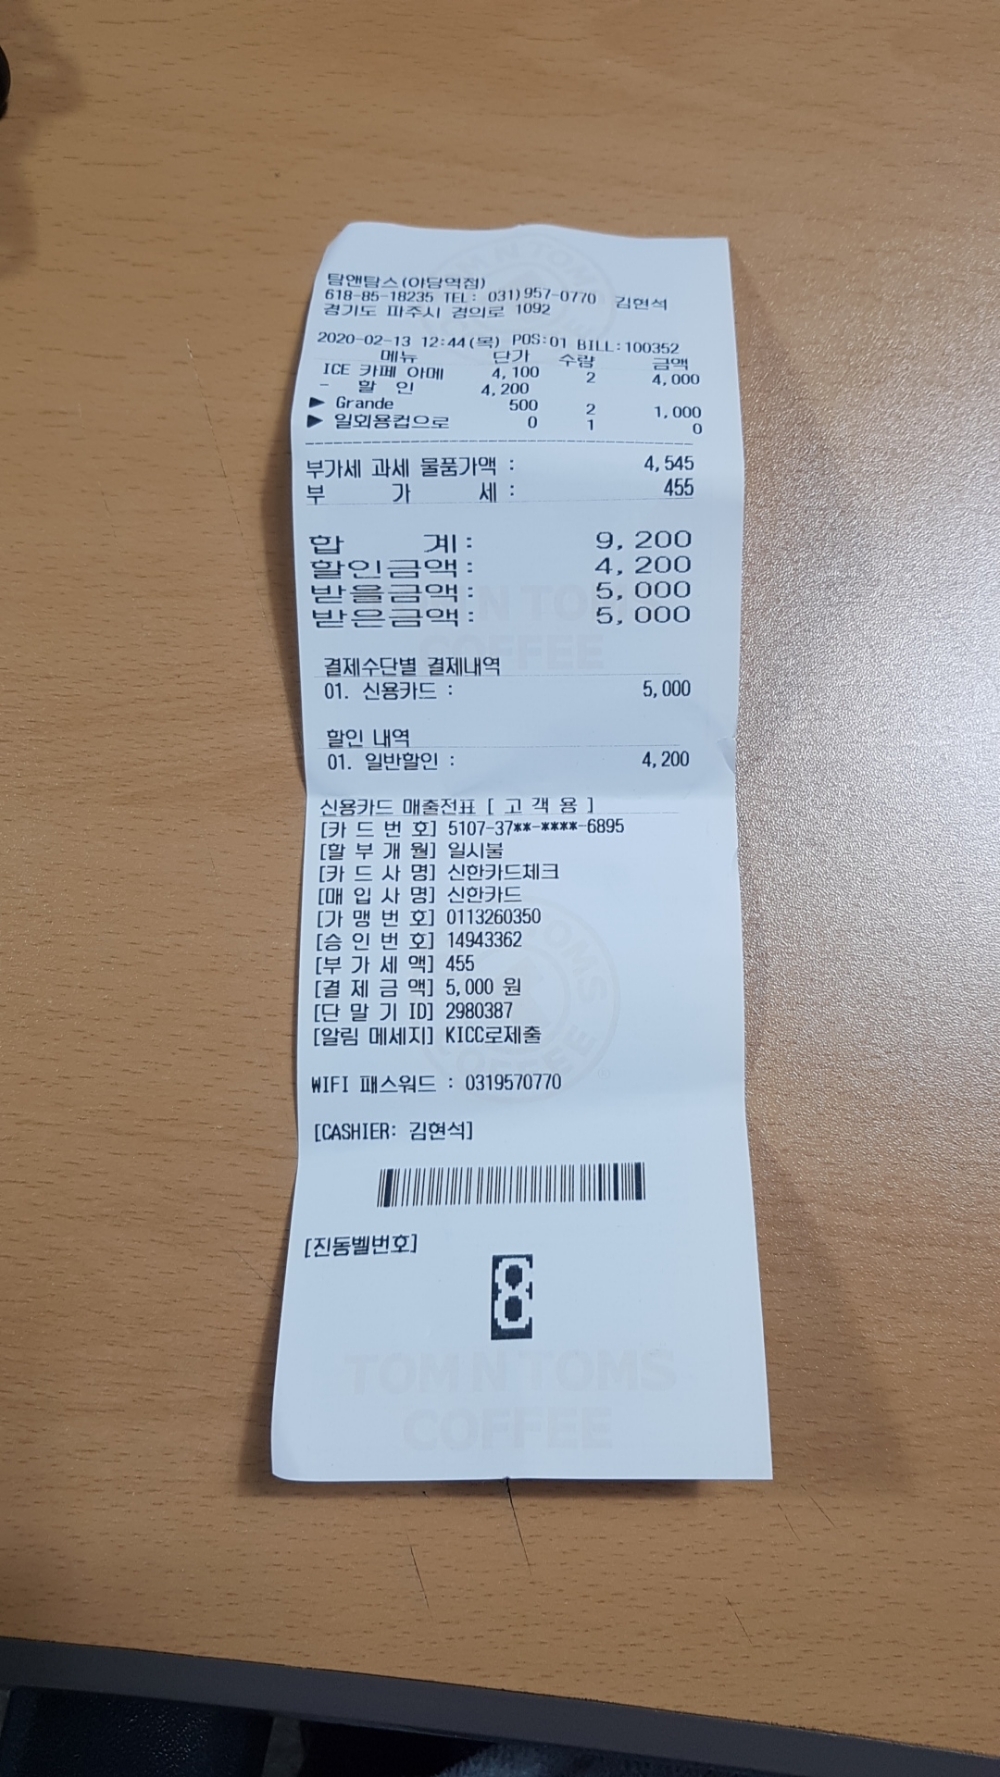 탐앤탐스(야당역점)
618-85-18235 TEL: 031)957-0770 김현석
경기도 파주시 경의로 1092
2020-02-13 12:44(목) POS:01 BILL:100352
메뉴 단가 수량 금액
ICE 카페 아메 4,100 2 4,000
- 할 인 4,200
▶ Grande 500 2 1,000
▶ 일회용컵으로 0 1 0
부가세 과세 물품가액 : 4,545
부 가 세 : 455
합 계: 9,200
할인금액: 4,200
받을금액: 5,000
받은금액: 5,000
결제수단별 결제내역
01. 신용카드 : 5,000
할인 내역
01. 일반할인 : 4,200
신용카드 매출전표 [ 고 객 용 ]
[카 드 번 호] 5107-37**-****-6895
[할 부 개 월] 일시불
[카 드 사 명] 신한카드체크
[매 입 사 명] 신한카드
[가 맹 번 호] 0113260350
[승 인 번 호] 14943362
[부 가 세 액] 455
[결 제 금 액] 5,000 원
[단 말 기 ID] 2980387
[알림 메세지] KICC로제출
WIFI 패스워드 : 0319570770
[CASHIER: 김현석]
[진동벨번호]
8
TOM N TOMS
COFFEE